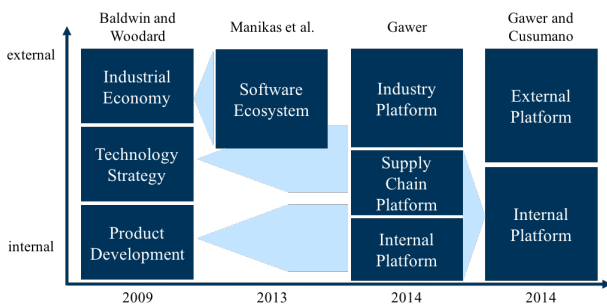 Baldwin and
Woodard
Manikas et al.
Gawer
Gawer and
Cusumano
external
Industrial
Economy
Software
Ecosystem
Industry
Platform
External
Platform
Technology
Strategy
Supply
Chain
Platform
Product
Development
Internal
Platform
Internal
Platform
internal
2009
2013
2014
2014